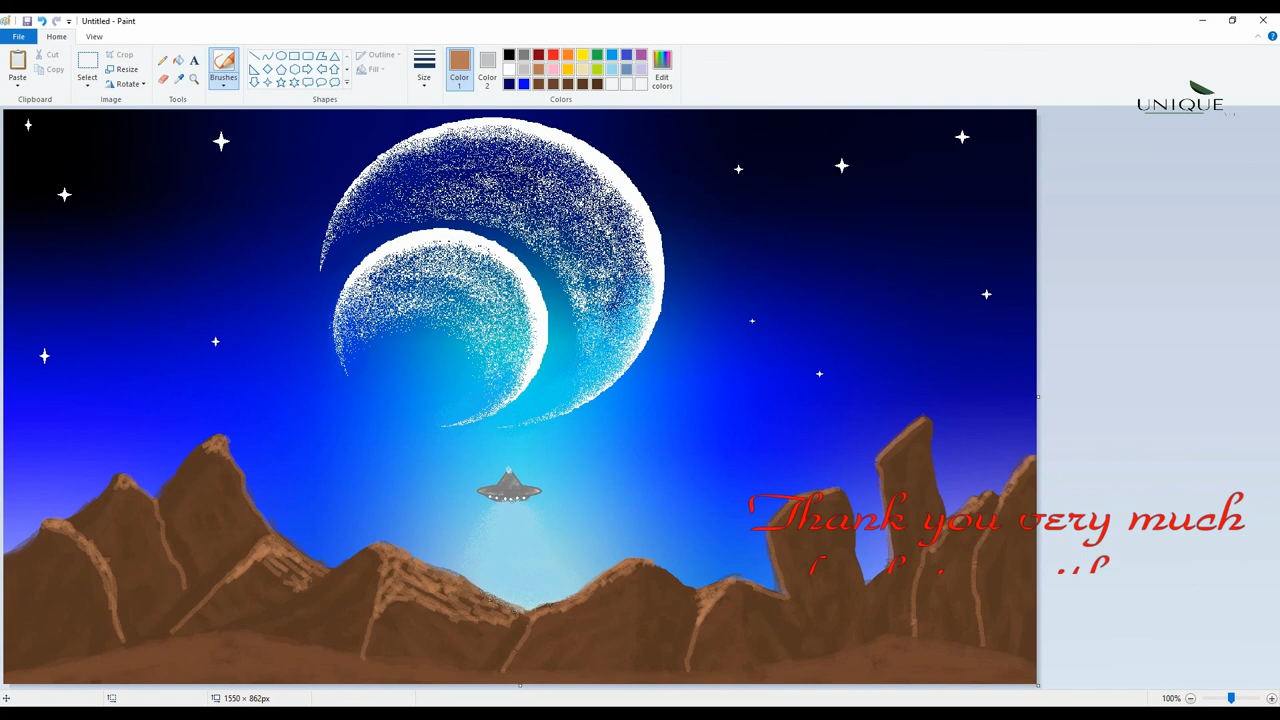 Untitled - Paint
File
Home
View
Paste
Cut
Copy
Clipboard
Select
Crop
Resize
Rotate
Image
Tools
Brushes
Shapes
Outline
Fill
Size
Color 1
Color 2
Edit colors
Colors
UNIQUE
Thank you very much
1550 × 862px
100%